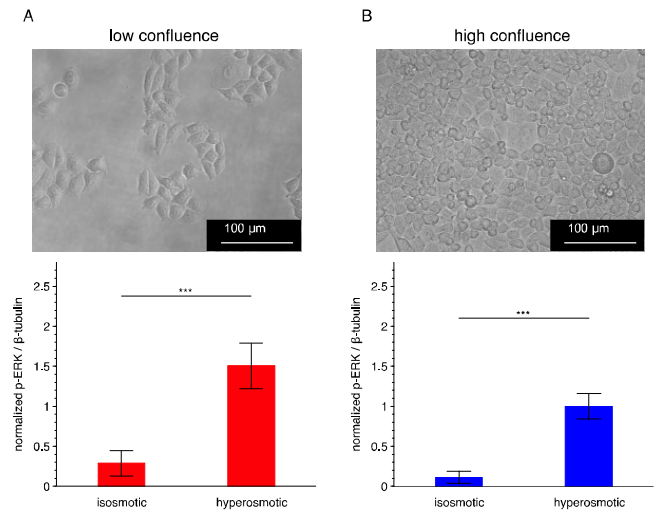 A
low confluence
100 µm
normalized p-ERK / β-tubulin
2.5
2
1.5
1
0.5
0
***
isosmotic hyperosmotic
B
high confluence
100 µm
normalized p-ERK / β-tubulin
2.5
2
1.5
1
0.5
0
***
isosmotic hyperosmotic